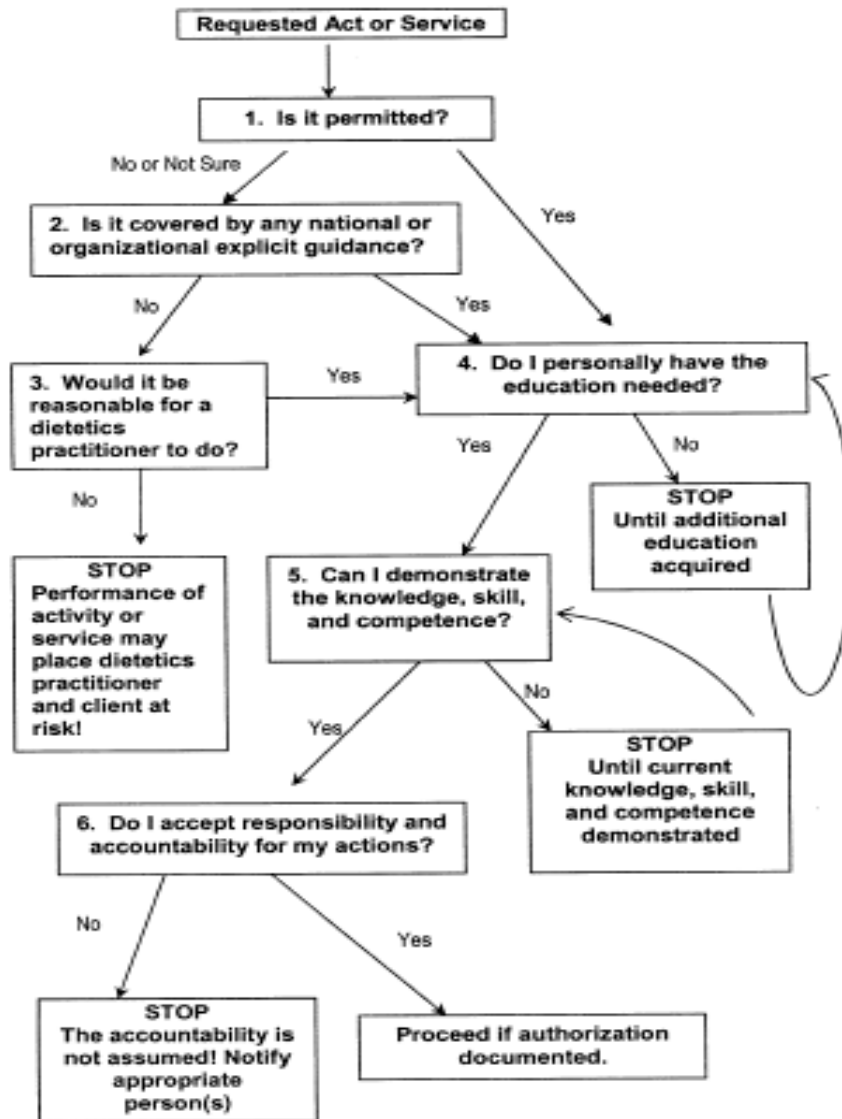 Requested Act or Service
1. Is it permitted?
No or Not Sure
Yes
2. Is it covered by any national or
organizational explicit guidance?
No
Yes
3. Would it be
reasonable for a
dietetics
practitioner to do?
Yes
4. Do I personally have the
education needed?
No
Yes
No
STOP
Performance of
activity or
service may
place dietetics
practitioner
and client at
risk!
STOP
Until additional
education
acquired
5. Can I demonstrate
the knowledge, skill,
and competence?
Yes
No
STOP
Until current
knowledge, skill,
and competence
demonstrated
6. Do I accept responsibility and
accountability for my actions?
No
Yes
STOP
The accountability is
not assumed! Notify
appropriate
person(s)
Proceed if authorization
documented.